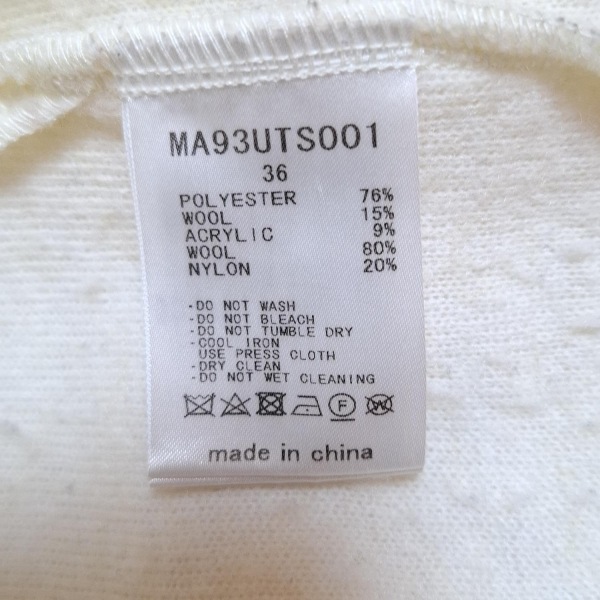 MA93UTS001
36
POLYESTER 76%
WOOL 15%
ACRYLIC 9%
WOOL 80%
NYLON 20%
-DO NOT WASH
-DO NOT BLEACH
-DO NOT TUMBLE DRY
-COOL IRON
USE PRESS CLOTH
-DRY CLEAN
-DO NOT WET CLEANING
F W
made in china